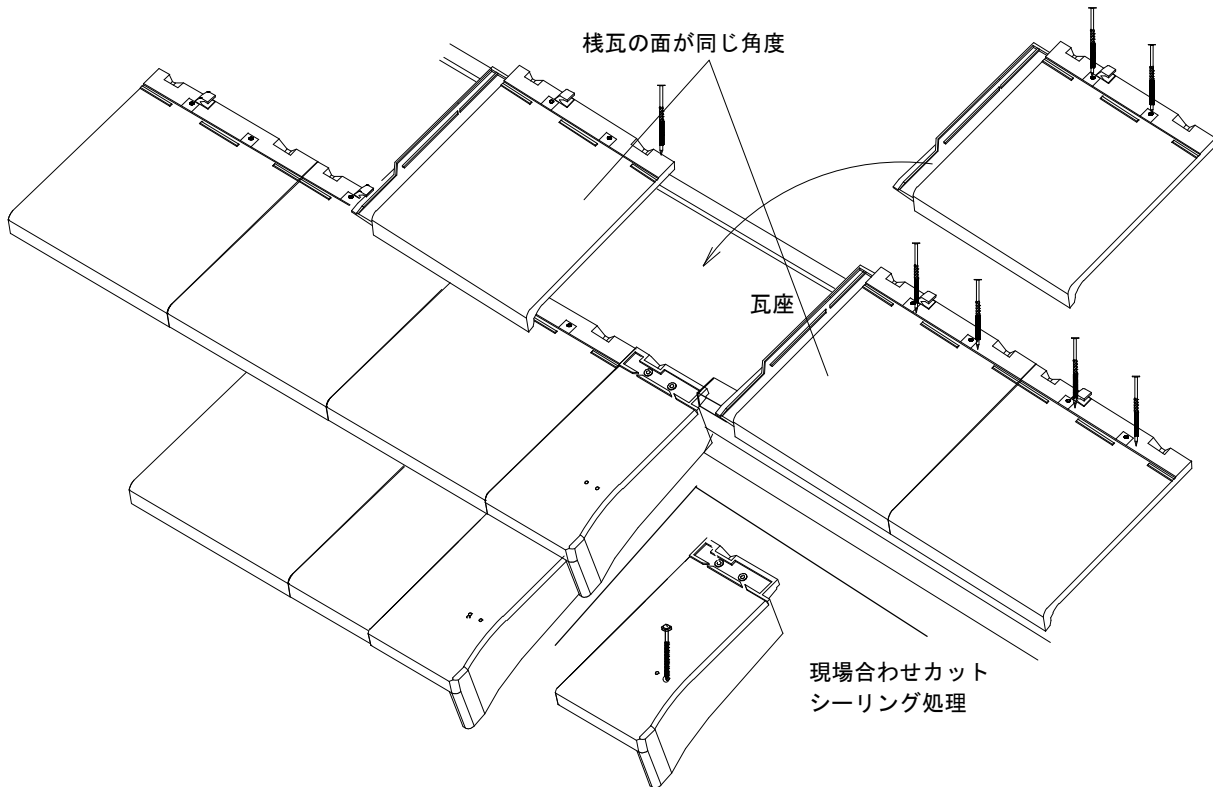 桟瓦の面が同じ角度
瓦座
現場合わせカット
シーリング処理